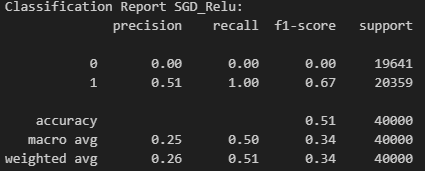 Classification Report SGD_Relu:
precision recall f1-score support
0 0.00 0.00 0.00 19641
1 0.51 1.00 0.67 20359
accuracy 0.51 40000
macro avg 0.25 0.50 0.34 40000
weighted avg 0.26 0.51 0.34 40000